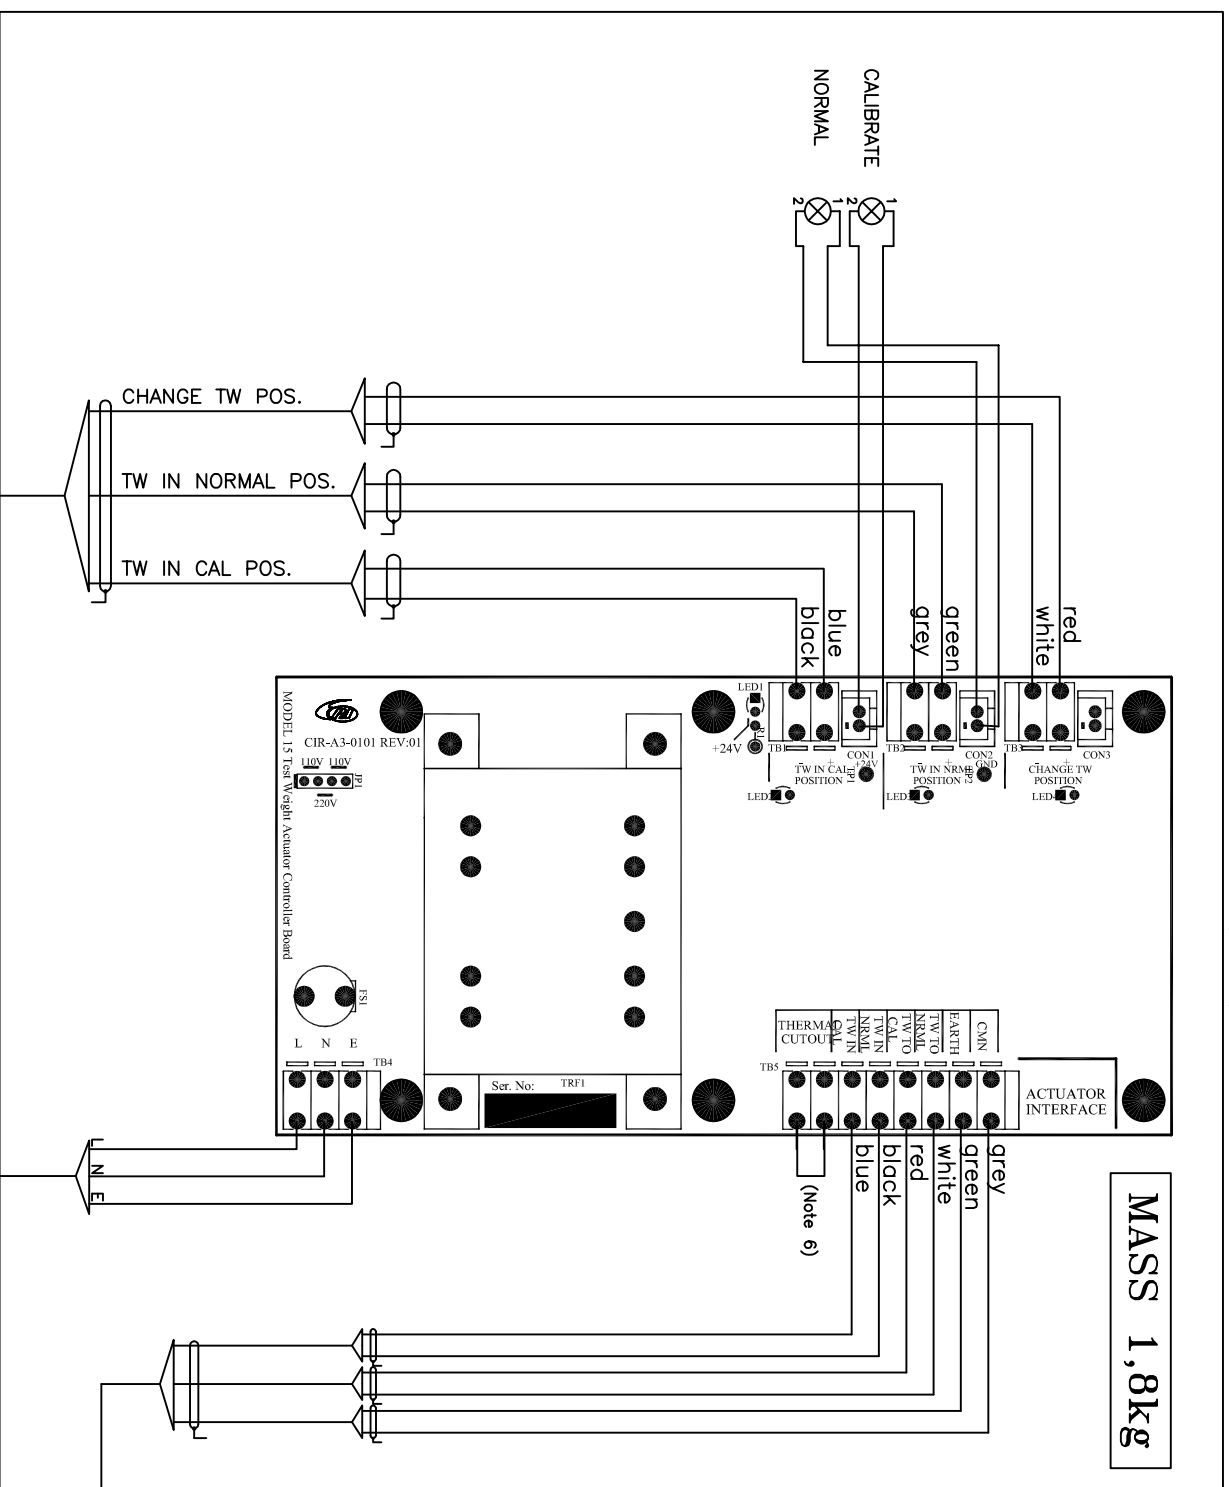 CALIBRATE
NORMAL
1
2
1
2
CHANGE TW POS.
TW IN NORMAL POS.
TW IN CAL POS.
black
blue
grey
green
white
red
LED1
R1
+24V
TB1
- +
TW IN CAL
POSITION
CON1
+24V
TP1
TB2
- +
TW IN NRML
POSITION
CON2
GND
TP2
TB3
- +
CHANGE TW
POSITION
CON3
MODEL 15 Test Weight Actuator Controller Board
CIR-A3-0101 REV:01
110V 110V
JP1
220V
FS1
L N E
TB4
Ser. No:
TRF1
THERMAL
CUTOUT
TW IN
CAL
TW IN
NRML
TW TO
CAL
TW TO
NRML
EARTH
CMN
TB5
ACTUATOR
INTERFACE
L
N
E
(Note 6)
blue
black
red
white
green
grey
MASS 1,8kg